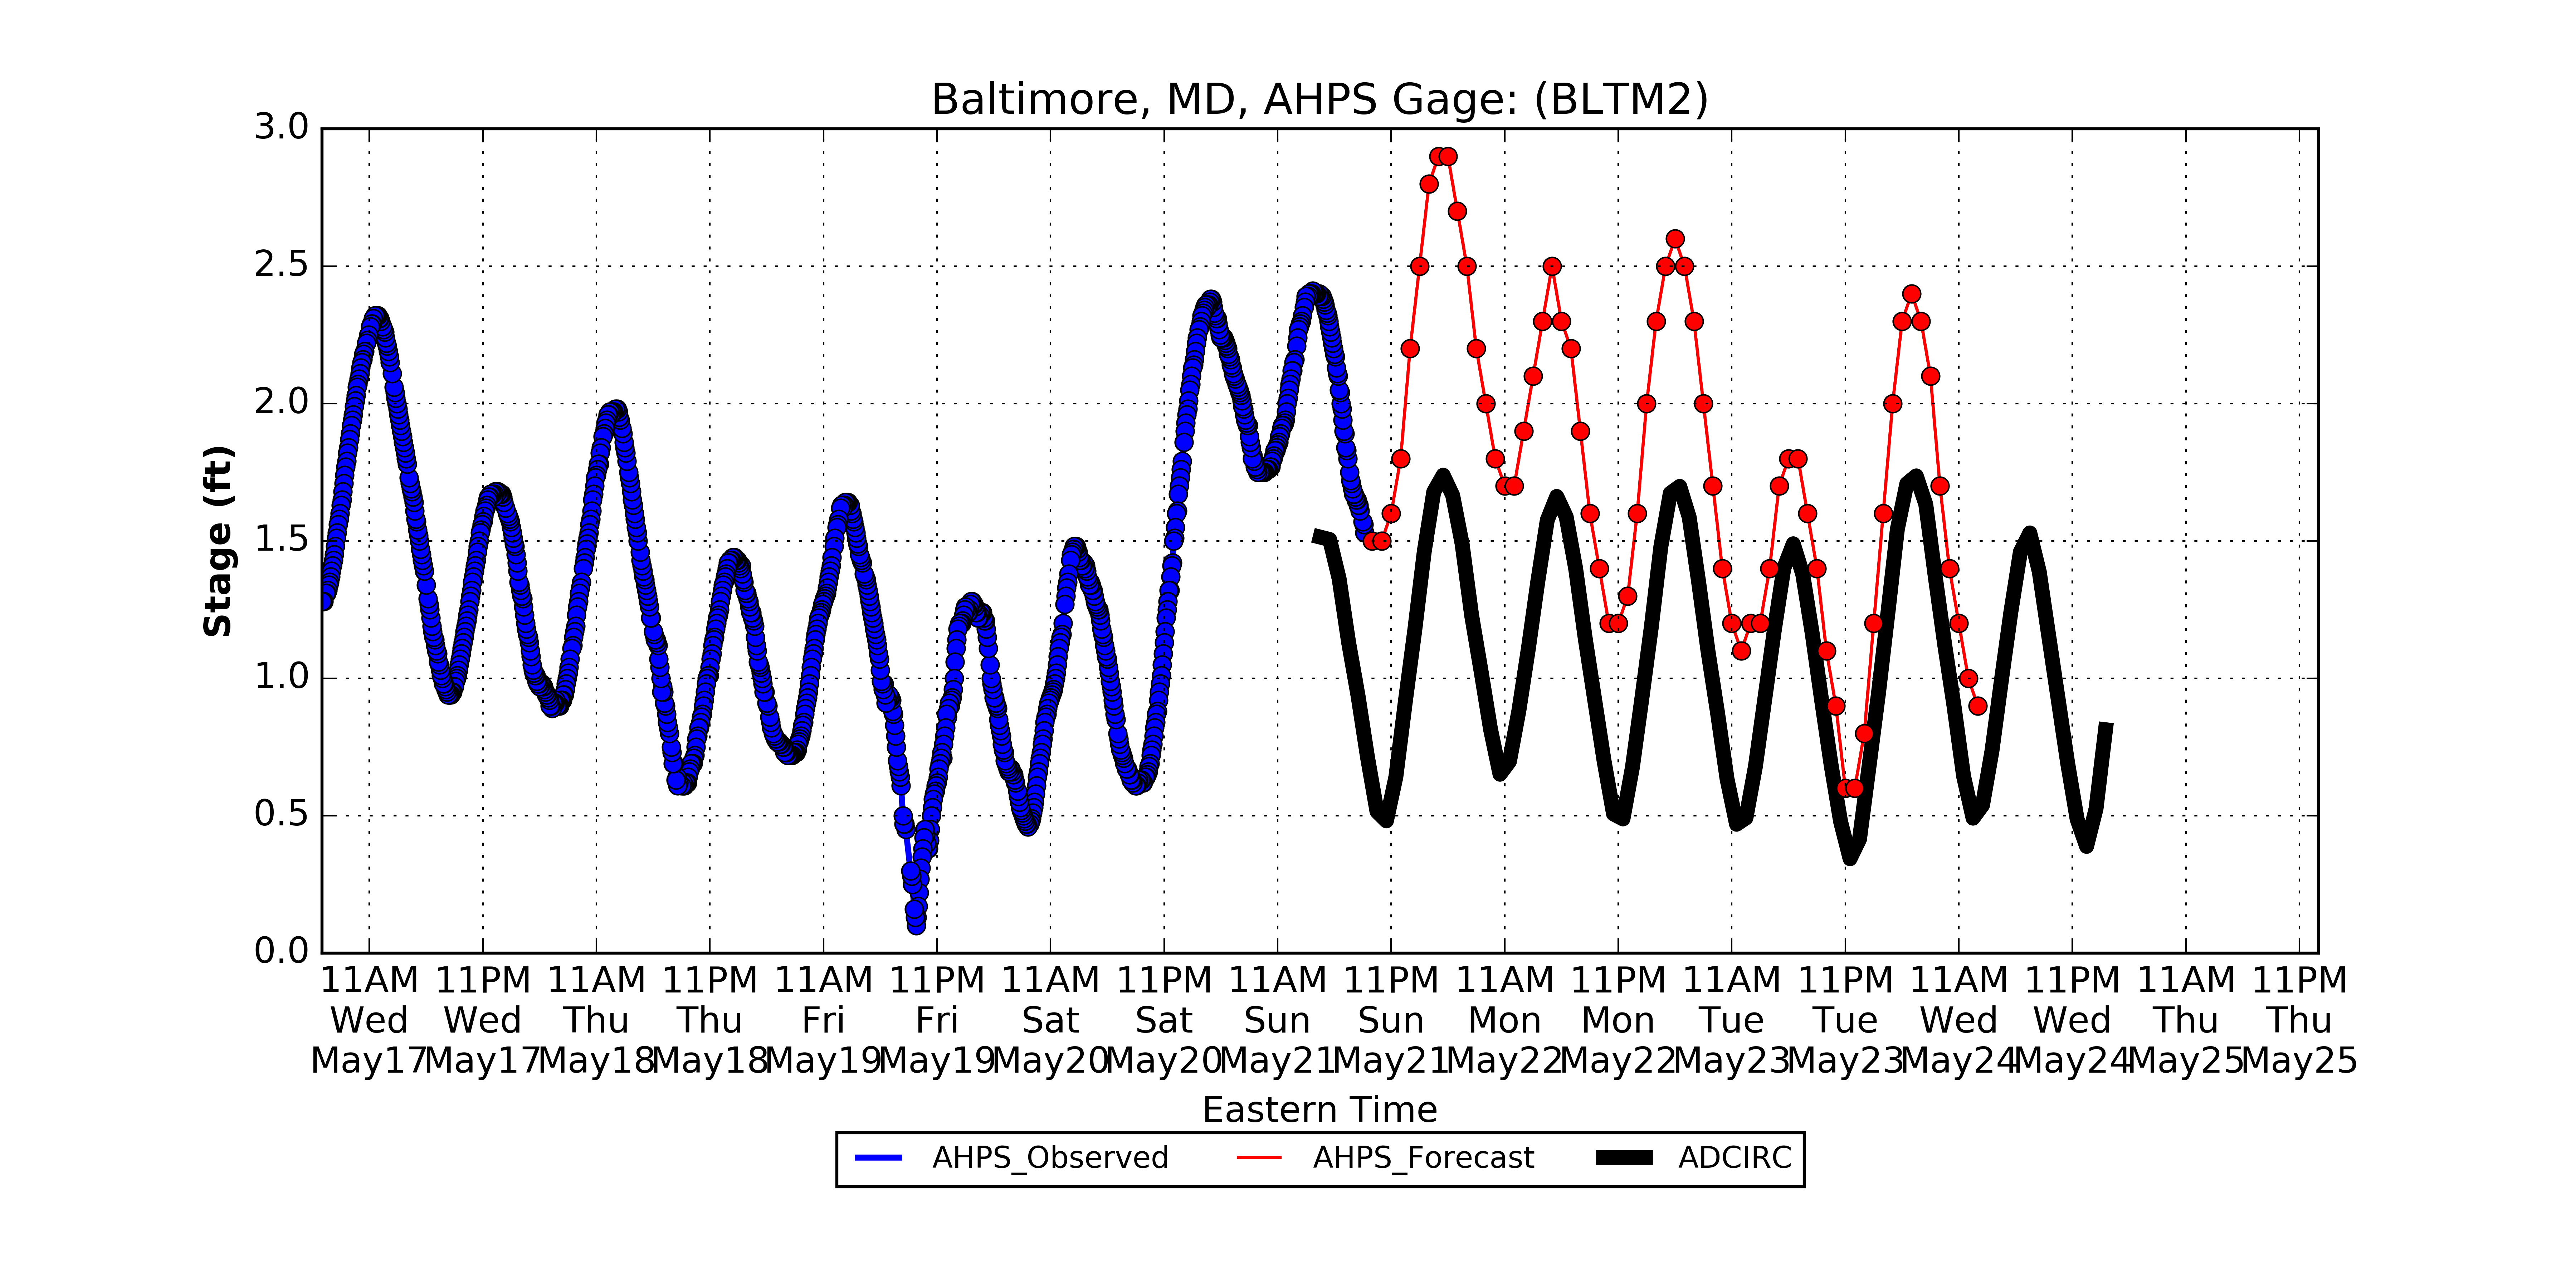 Baltimore, MD, AHPS Gage: (BLTM2)
3.0
2.5
2.0
1.5
1.0
0.5
0.0
Stage (ft)
11AM 11PM 11AM 11PM 11AM 11PM 11AM 11PM 11AM 11PM 11AM 11PM 11AM 11PM 11AM 11PM 11AM 11PM
Wed Wed Thu Thu Fri Fri Sat Sat Sun Sun Mon Mon Tue Tue Wed Wed Thu Thu
May17 May17 May18 May18 May19 May19 May20 May20 May21 May21 May22 May22 May23 May23 May24 May24 May25 May25
Eastern Time
AHPS_Observed AHPS_Forecast ADCIRC